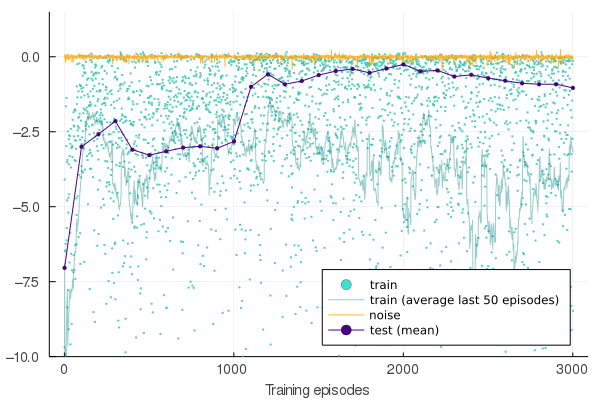 0.0
−2.5
−5.0
−7.5
−10.0
0
1000
2000
3000
Training episodes
train
train (average last 50 episodes)
noise
test (mean)